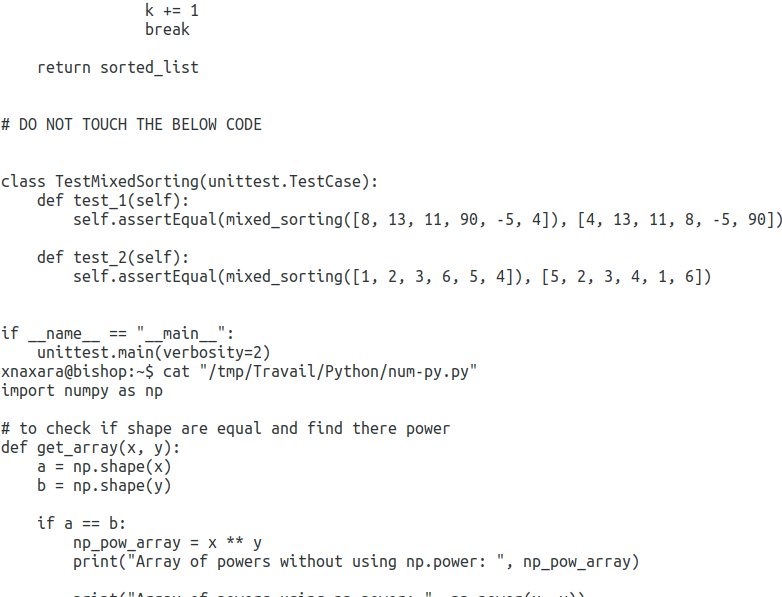 k += 1
                break

    return sorted_list


# DO NOT TOUCH THE BELOW CODE


class TestMixedSorting(unittest.TestCase):
    def test_1(self):
        self.assertEqual(mixed_sorting([8, 13, 11, 90, -5, 4]), [4, 13, 11, 8, -5, 90])

    def test_2(self):
        self.assertEqual(mixed_sorting([1, 2, 3, 6, 5, 4]), [5, 2, 3, 4, 1, 6])


if __name__ == "__main__":
    unittest.main(verbosity=2)
xnaxara@bishop:~$ cat "/tmp/Travail/Python/num-py.py"
import numpy as np

# to check if shape are equal and find there power
def get_array(x, y):
    a = np.shape(x)
    b = np.shape(y)

    if a == b:
        np_pow_array = x ** y
        print("Array of powers without using np.power: ", np_pow_array)